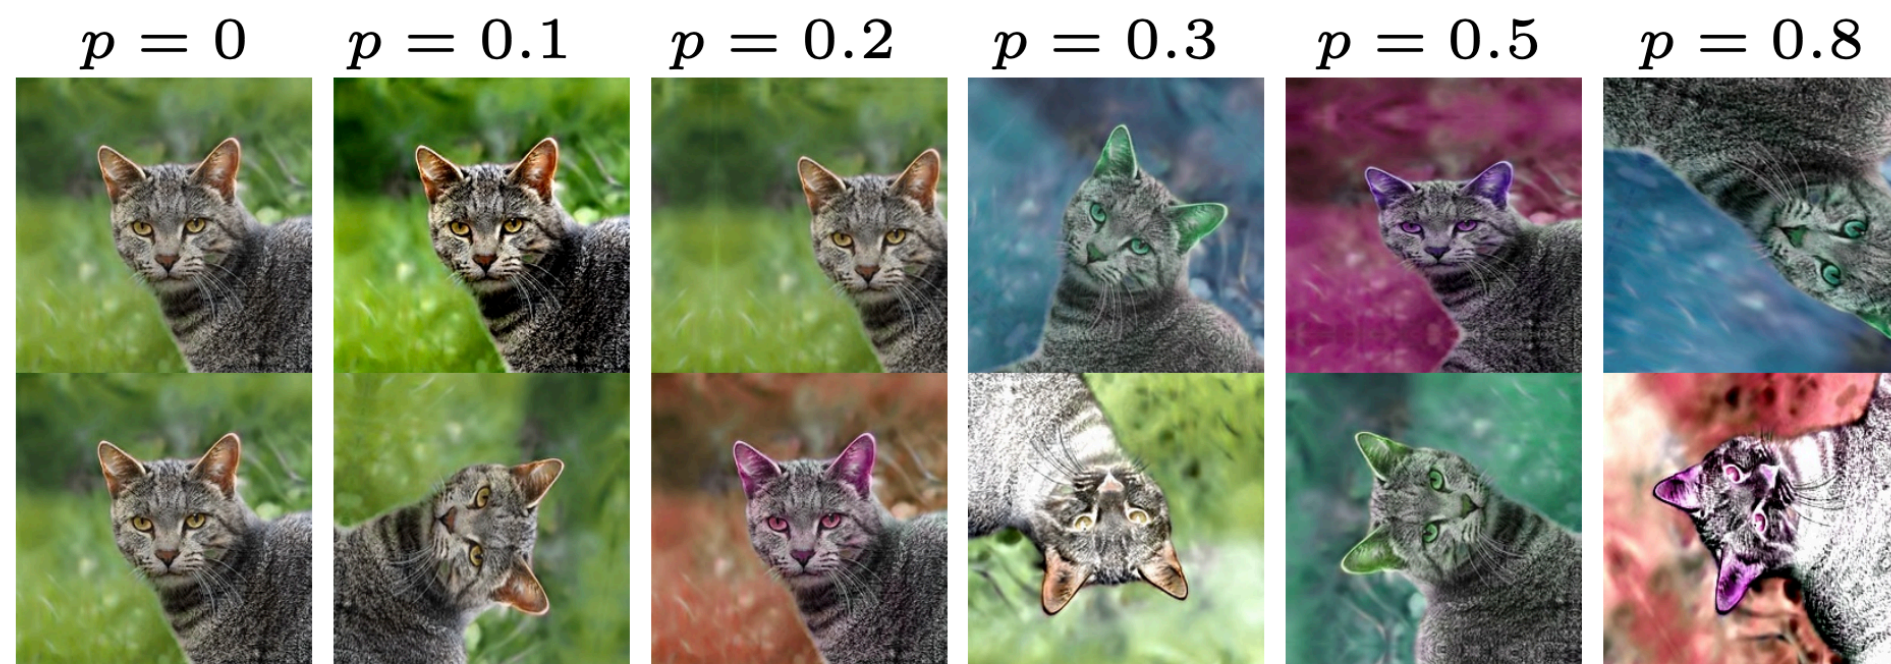 p = 0 p = 0.1 p = 0.2 p = 0.3 p = 0.5 p = 0.8